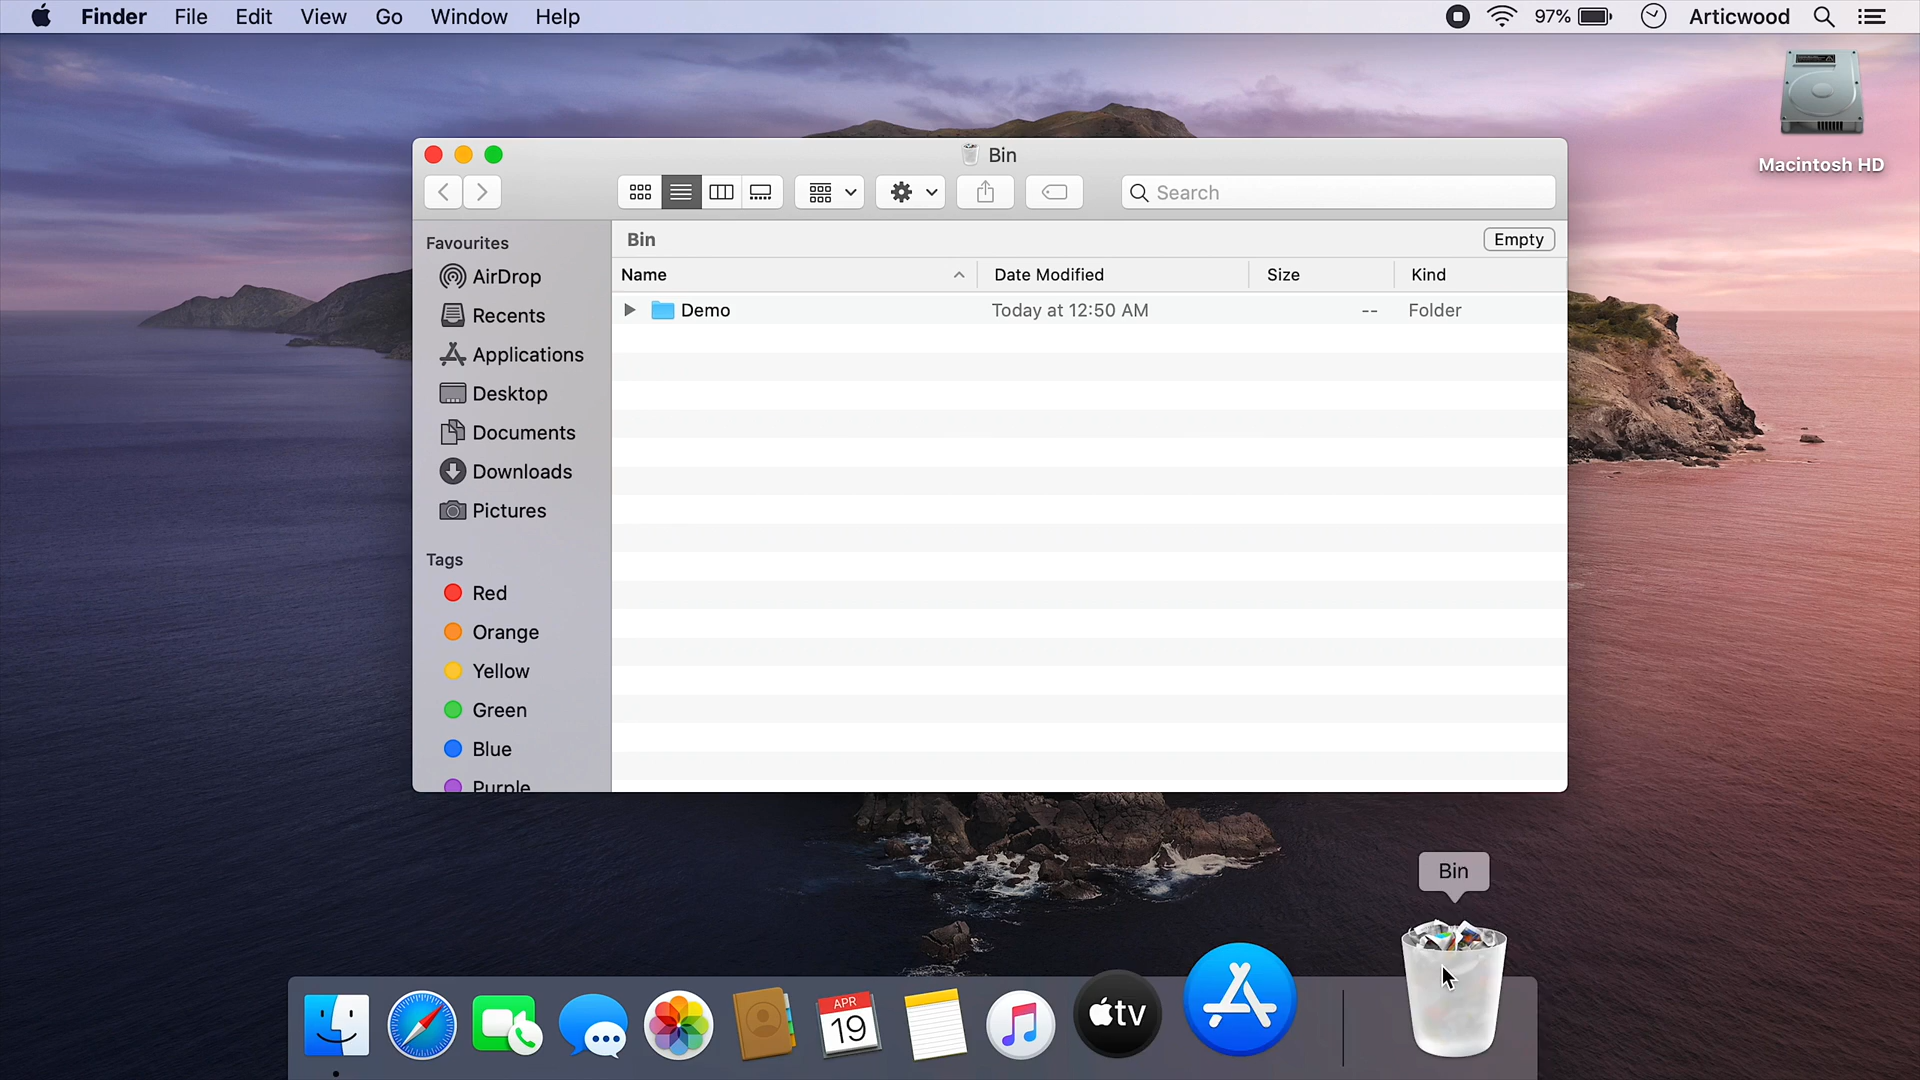 Finder File Edit View Go Window Help 97% Articwood
Macintosh HD
Bin
Search
Favourites
AirDrop
Recents
Applications
Desktop
Documents
Downloads
Pictures
Tags
Red
Orange
Yellow
Green
Blue
Purple
Bin Empty
Name Date Modified Size Kind
Demo Today at 12:50 AM -- Folder
Bin
APR
19
tv